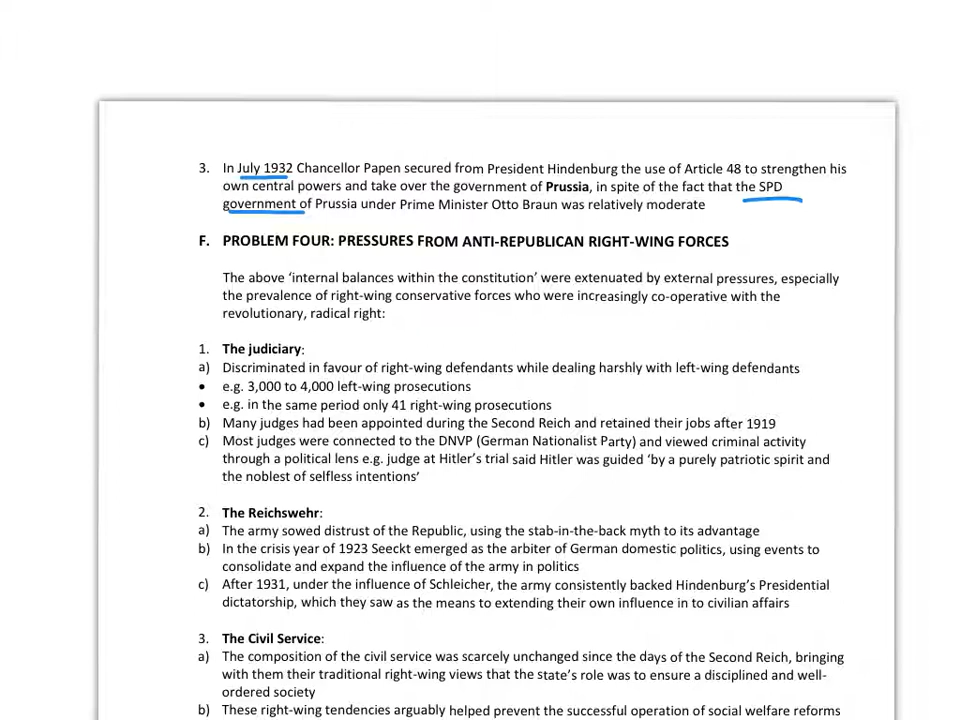 3. In July 1932 Chancellor Papen secured from President Hindenburg the use of Article 48 to strengthen his
own central powers and take over the government of Prussia, in spite of the fact that the SPD
government of Prussia under Prime Minister Otto Braun was relatively moderate
F. PROBLEM FOUR: PRESSURES FROM ANTI-REPUBLICAN RIGHT-WING FORCES
The above ‘internal balances within the constitution’ were extenuated by external pressures, especially
the prevalence of right-wing conservative forces who were increasingly co-operative with the
revolutionary, radical right:
1. The judiciary:
a) Discriminated in favour of right-wing defendants while dealing harshly with left-wing defendants
• e.g. 3,000 to 4,000 left-wing prosecutions
• e.g. in the same period only 41 right-wing prosecutions
b) Many judges had been appointed during the Second Reich and retained their jobs after 1919
c) Most judges were connected to the DNVP (German Nationalist Party) and viewed criminal activity
through a political lens e.g. judge at Hitler’s trial said Hitler was guided ‘by a purely patriotic spirit and
the noblest of selfless intentions’
2. The Reichswehr:
a) The army sowed distrust of the Republic, using the stab-in-the-back myth to its advantage
b) In the crisis year of 1923 Seeckt emerged as the arbiter of German domestic politics, using events to
consolidate and expand the influence of the army in politics
c) After 1931, under the influence of Schleicher, the army consistently backed Hindenburg’s Presidential
dictatorship, which they saw as the means to extending their own influence in to civilian affairs
3. The Civil Service:
a) The composition of the civil service was scarcely unchanged since the days of the Second Reich, bringing
with them their traditional right-wing views that the state’s role was to ensure a disciplined and well-
ordered society
b) These right-wing tendencies arguably helped prevent the successful operation of social welfare reforms